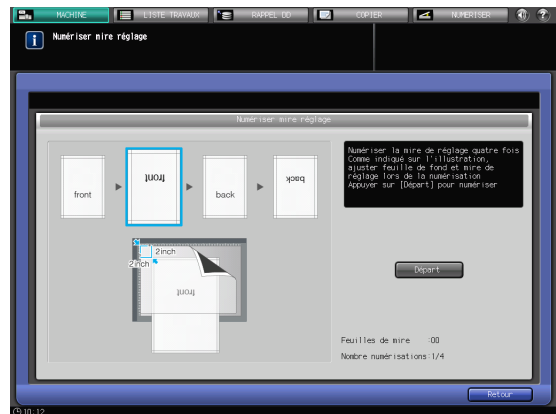 MACHINE
LISTE TRAVAUX
RAPPEL DD
COPIER
NUMERISER
Numériser mire réglage
Numériser mire réglage
front
front
back
back
2inch
2inch
front
Numériser la mire de réglage quatre fois
Comme indiqué sur l'illustration,
ajuster feuille de fond et mire de
réglage lors de la numérisation
Appuyer sur [Départ] pour numériser
Départ
Feuilles de mire :00
Nombre numérisations:1/4
Retour
10:12